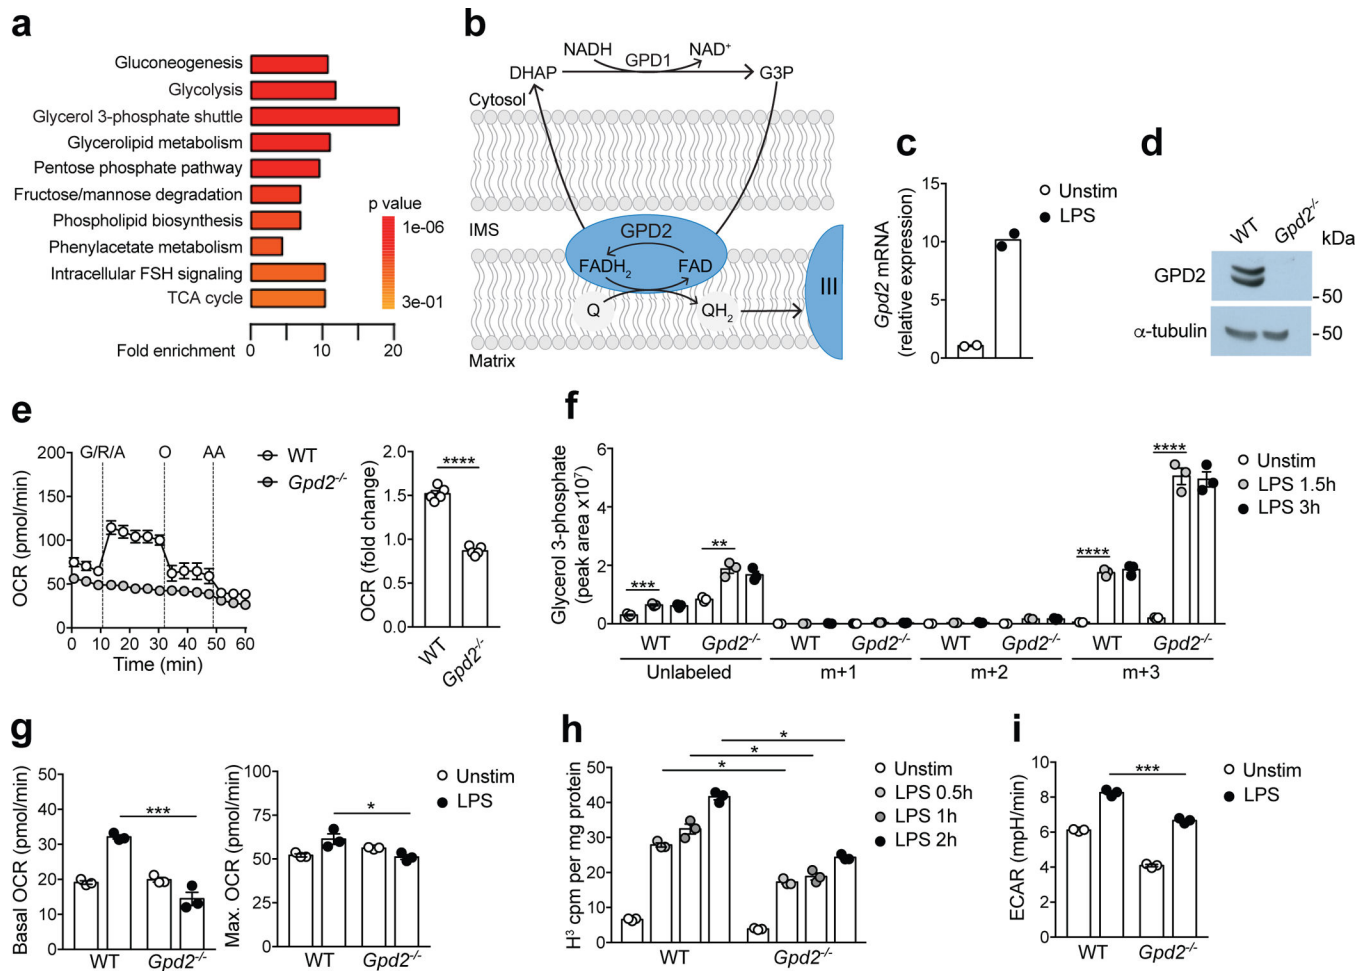 a
Gluconeogenesis
Glycolysis
Glycerol 3-phosphate shuttle
Glycerolipid metabolism
Pentose phosphate pathway
Fructose/mannose degradation
Phospholipid biosynthesis
Phenylacetate metabolism
Intracellular FSH signaling
TCA cycle
p value
1e-06
3e-01
Fold enrichment
0 10 20
b
NADH NAD+
GPD1
DHAP G3P
Cytosol
IMS
GPD2
FADH2 FAD
Q QH2
III
Matrix
c
Gpd2 mRNA
(relative expression)
15
10
5
0
Unstim
LPS
d
WT Gpd2-/-
kDa
GPD2
-50
α-tubulin
-50
e
OCR (pmol/min)
200
150
100
50
0
G/R/A O AA
WT
Gpd2-/-
0 10 20 30 40 50 60
Time (min)
OCR (fold change)
2.0
1.5
1.0
0.5
0.0
****
WT Gpd2-/-
f
Glycerol 3-phosphate
(peak area x10⁷)
6
4
2
0
*** ** **** ****
Unstim
LPS 1.5h
LPS 3h
WT Gpd2-/- WT Gpd2-/- WT Gpd2-/- WT Gpd2-/-
Unlabeled m+1 m+2 m+3
g
Basal OCR (pmol/min)
50
40
30
20
10
0
***
WT Gpd2-/-
Max. OCR (pmol/min)
100
75
50
25
0
*
WT Gpd2-/-
Unstim
LPS
h
H³ cpm per mg protein
50
40
30
20
10
0
*
*
*
WT Gpd2-/-
Unstim
LPS 0.5h
LPS 1h
LPS 2h
i
ECAR (mpH/min)
10
8
6
4
2
0
***
WT Gpd2-/-
Unstim
LPS